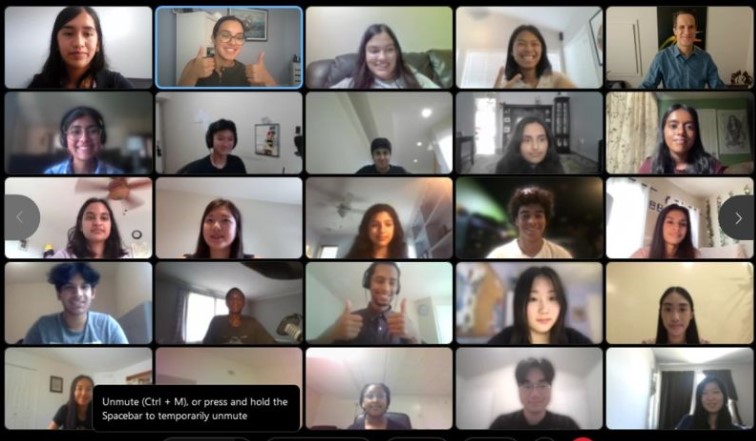 Unmute (Ctrl + M), or press and hold the
Spacebar to temporarily unmute